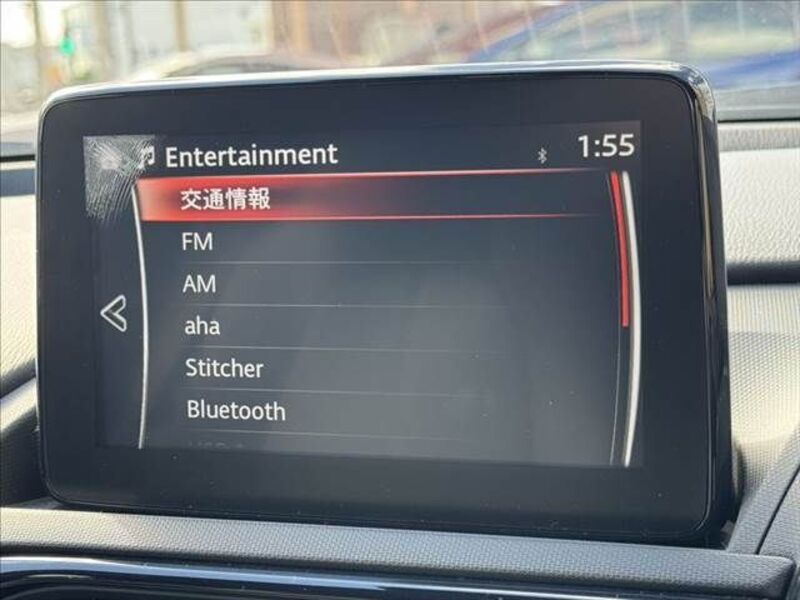 Entertainment 1:55
交通情報
FM
AM
aha
Stitcher
Bluetooth